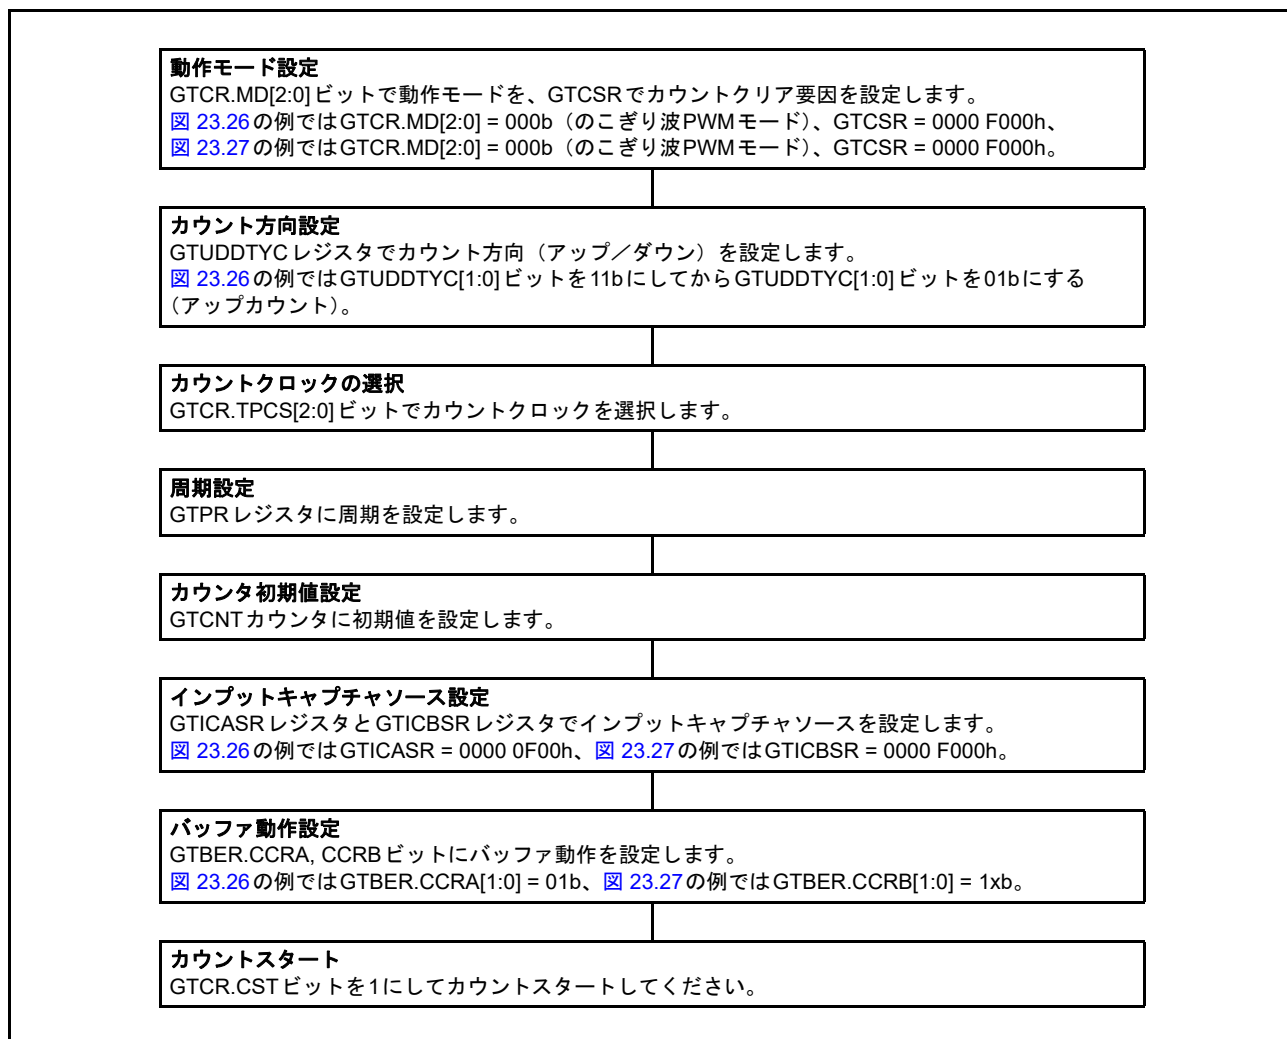 動作モード設定
GTCR.MD[2:0]ビットで動作モードを、GTCSRでカウントクリア要因を設定します。
図 23.26の例ではGTCR.MD[2:0] = 000b（のこぎり波PWMモード）、GTCSR = 0000 F000h、
図 23.27の例ではGTCR.MD[2:0] = 000b（のこぎり波PWMモード）、GTCSR = 0000 F000h。
カウント方向設定
GTUDDTYCレジスタでカウント方向（アップ／ダウン）を設定します。
図 23.26の例ではGTUDDTYC[1:0]ビットを11bにしてからGTUDDTYC[1:0]ビットを01bにする
（アップカウント）。
カウントクロックの選択
GTCR.TPCS[2:0]ビットでカウントクロックを選択します。
周期設定
GTPRレジスタに周期を設定します。
カウンタ初期値設定
GTCNTカウンタに初期値を設定します。
インプットキャプチャソース設定
GTICASRレジスタとGTICBSRレジスタでインプットキャプチャソースを設定します。
図 23.26の例ではGTICASR = 0000 0F00h、図 23.27の例ではGTICBSR = 0000 F000h。
バッファ動作設定
GTBER.CCRA, CCRBビットにバッファ動作を設定します。
図 23.26の例ではGTBER.CCRA[1:0] = 01b、図 23.27の例ではGTBER.CCRB[1:0] = 1xb。
カウントスタート
GTCR.CSTビットを1にしてカウントスタートしてください。